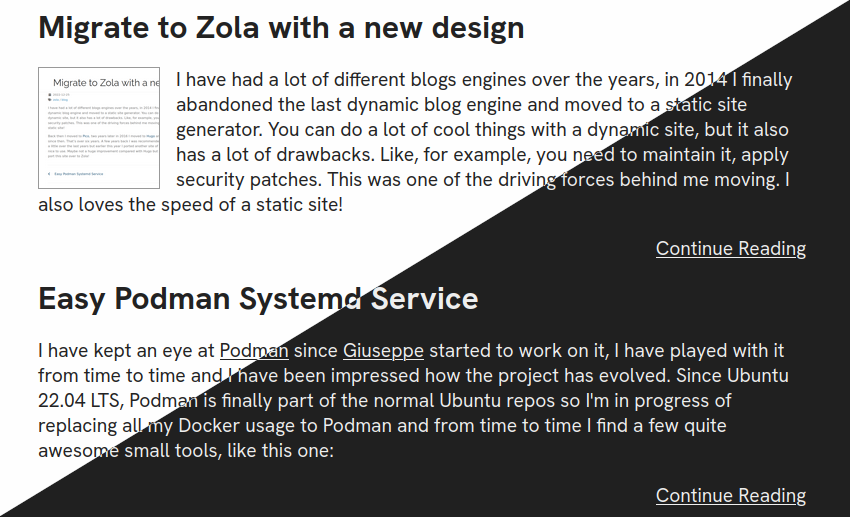 Migrate to Zola with a new design
Migrate to Zola with a ne
I have had a lot of different blogs engines over the years, in 2014 I finally
abandoned the last dynamic blog engine and moved to a static site
generator. You can do a lot of cool things with a dynamic site, but it also
has a lot of drawbacks. Like, for example, you need to maintain it, apply
security patches. This was one of the driving forces behind me moving. I
also loves the speed of a static site!
Continue Reading
Easy Podman Systemd Service
I have kept an eye at Podman since Giuseppe started to work on it, I have played with it
from time to time and I have been impressed how the project has evolved. Since Ubuntu
22.04 LTS, Podman is finally part of the normal Ubuntu repos so I'm in progress of
replacing all my Docker usage to Podman and from time to time I find a few quite
awesome small tools, like this one:
Continue Reading